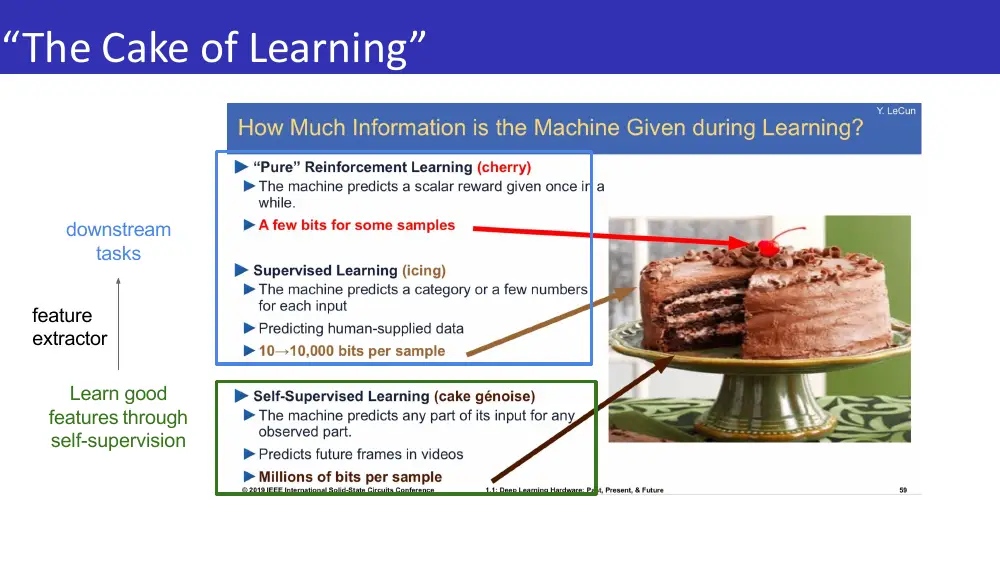 “The Cake of Learning”
Y. LeCun
How Much Information is the Machine Given during Learning?
▶ “Pure” Reinforcement Learning (cherry)
▶ The machine predicts a scalar reward given once in a
while.
▶ A few bits for some samples
▶ Supervised Learning (icing)
▶ The machine predicts a category or a few numbers
for each input
▶ Predicting human-supplied data
▶ 10→10,000 bits per sample
▶ Self-Supervised Learning (cake génoise)
▶ The machine predicts any part of its input for any
observed part.
▶ Predicts future frames in videos
▶ Millions of bits per sample
© 2019 IEEE International Solid-State Circuits Conference
1.1: Deep Learning Hardware: Past, Present, & Future
59
downstream
tasks
feature
extractor
Learn good
features through
self-supervision